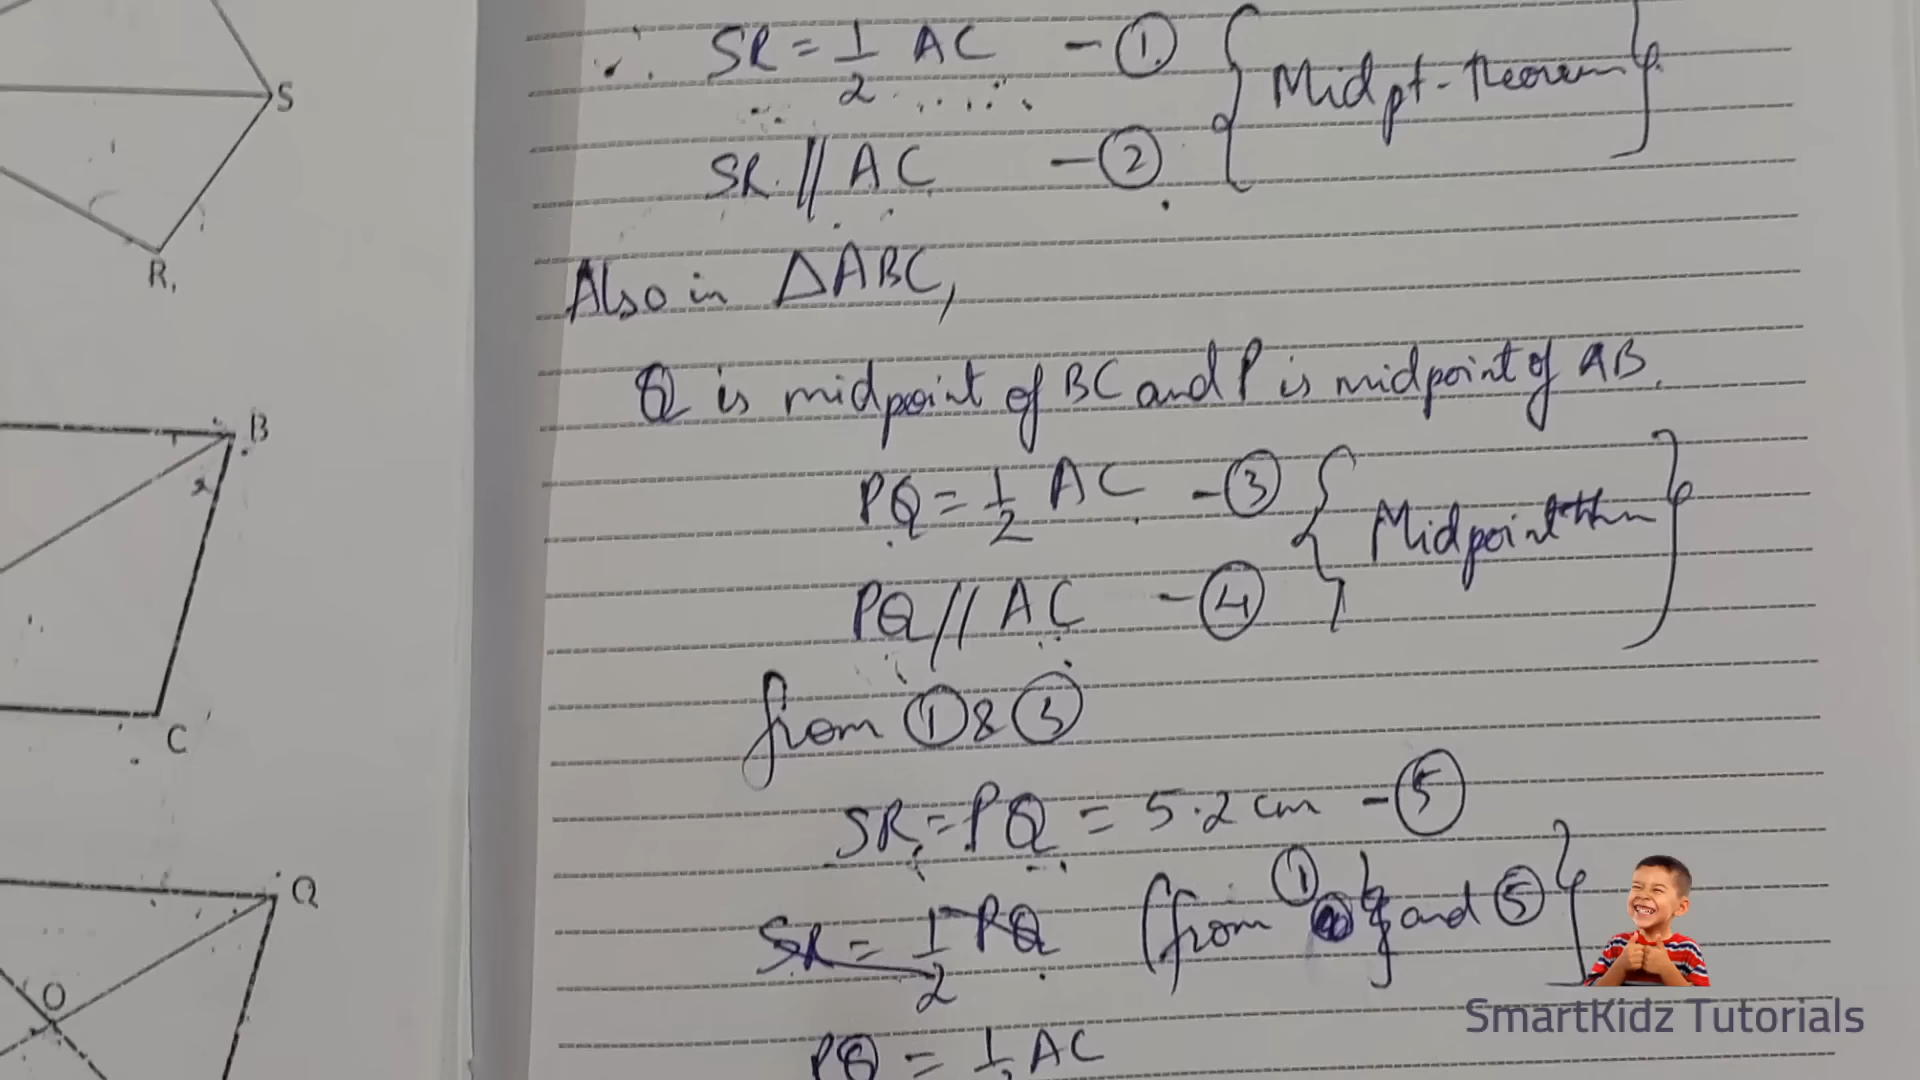 S
R
B
x
C
Q
O
∴ SR = 1/2 AC - ① { Midpt-theorem }
SR // AC - ②
Also in △ABC,
Q is midpoint of BC and P is midpoint of AB.
PQ = 1/2 AC - ③ { Midpoint thm }
PQ // AC - ④
from ① & ③
SR = PQ = 5.2 cm - ⑤
SR = 1/2 PQ (from ① and ⑤)
PQ = 1/2 AC
SmartKidz Tutorials